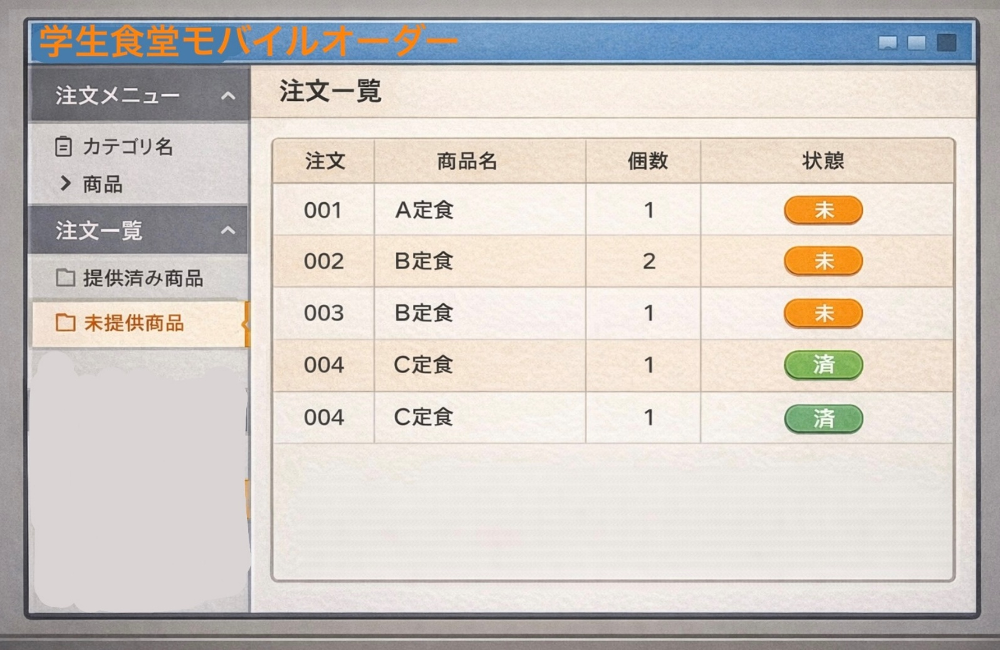 学生食堂モバイルオーダー
注文メニュー
カテゴリ名
商品
注文一覧
提供済み商品
未提供商品
注文一覧
注文 商品名 個数 状態
001 A定食 1 未
002 B定食 2 未
003 B定食 1 未
004 C定食 1 済
004 C定食 1 済